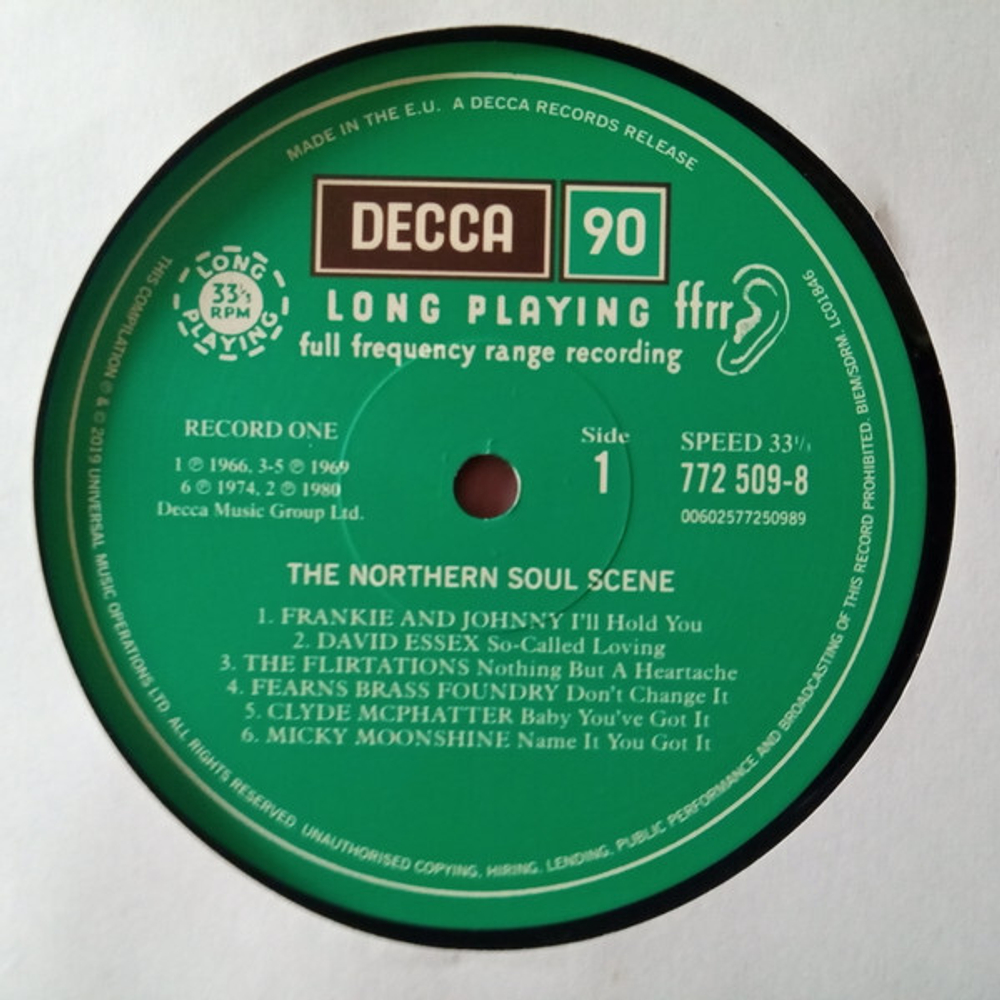 MADE IN THE E.U. A DECCA RECORDS RELEASE
DECCA 90
LONG PLAYING
33⅓
RPM
LONG PLAYING ffrr
full frequency range recording
RECORD ONE
1 ℗ 1966, 3-5 ℗ 1969
6 ℗ 1974, 2 ℗ 1980
Decca Music Group Ltd.
Side
1
SPEED 33⅓
772 509-8
00602577250989
THE NORTHERN SOUL SCENE
1. FRANKIE AND JOHNNY I'll Hold You
2. DAVID ESSEX So-Called Loving
3. THE FLIRTATIONS Nothing But A Heartache
4. FEARNS BRASS FOUNDRY Don't Change It
5. CLYDE MCPHATTER Baby You've Got It
6. MICKY MOONSHINE Name It You Got It
THIS COMPILATION ℗ & © 2019 UNIVERSAL MUSIC OPERATIONS LTD. ALL RIGHTS RESERVED. UNAUTHORISED COPYING, HIRING, LENDING, PUBLIC PERFORMANCE AND BROADCASTING OF THIS RECORD PROHIBITED. BIEM/SDRM. LC01846